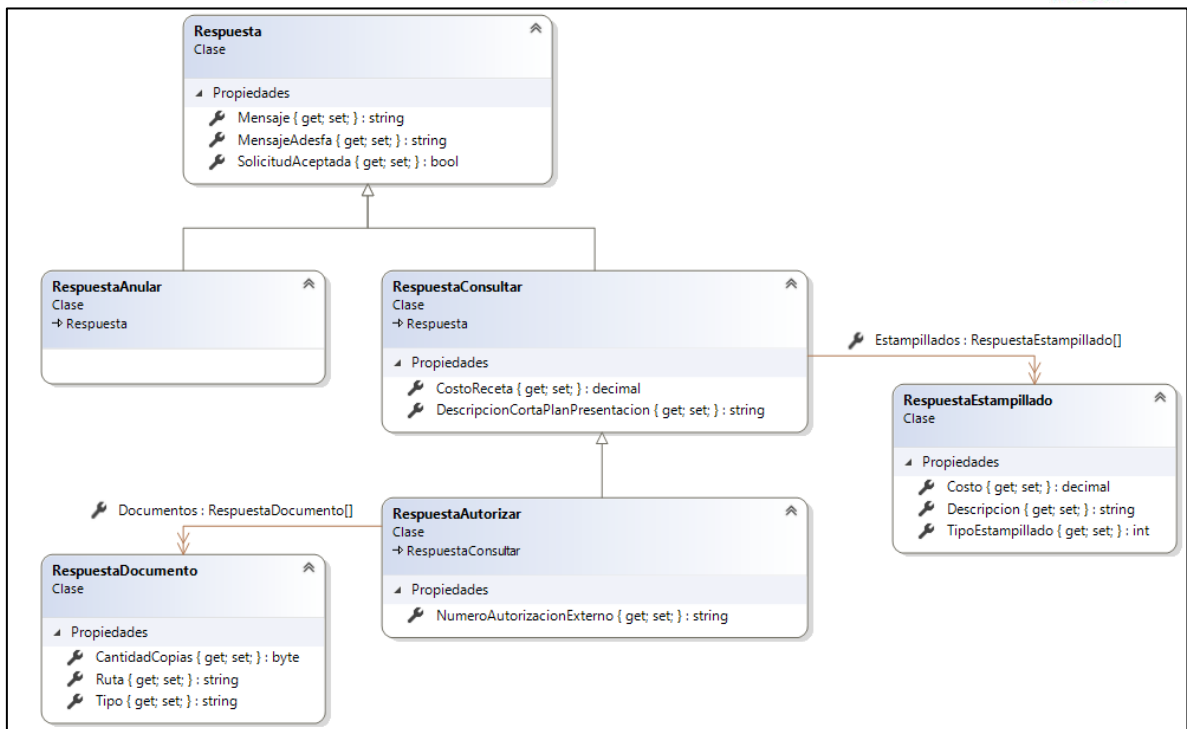 Respuesta
Clase
Propiedades
Mensaje { get; set; } : string
MensajeAdesfa { get; set; } : string
SolicitudAceptada { get; set; } : bool
RespuestaAnular
Clase
Respuesta
RespuestaConsultar
Clase
Respuesta
Propiedades
CostoReceta { get; set; } : decimal
DescripcionCortaPlanPresentacion { get; set; } : string
Estampillados : RespuestaEstampillado[]
RespuestaEstampillado
Clase
Propiedades
Costo { get; set; } : decimal
Descripcion { get; set; } : string
TipoEstampillado { get; set; } : int
Documentos : RespuestaDocumento[]
RespuestaAutorizar
Clase
RespuestaConsultar
Propiedades
NumeroAutorizacionExterno { get; set; } : string
RespuestaDocumento
Clase
Propiedades
CantidadCopias { get; set; } : byte
Ruta { get; set; } : string
Tipo { get; set; } : string